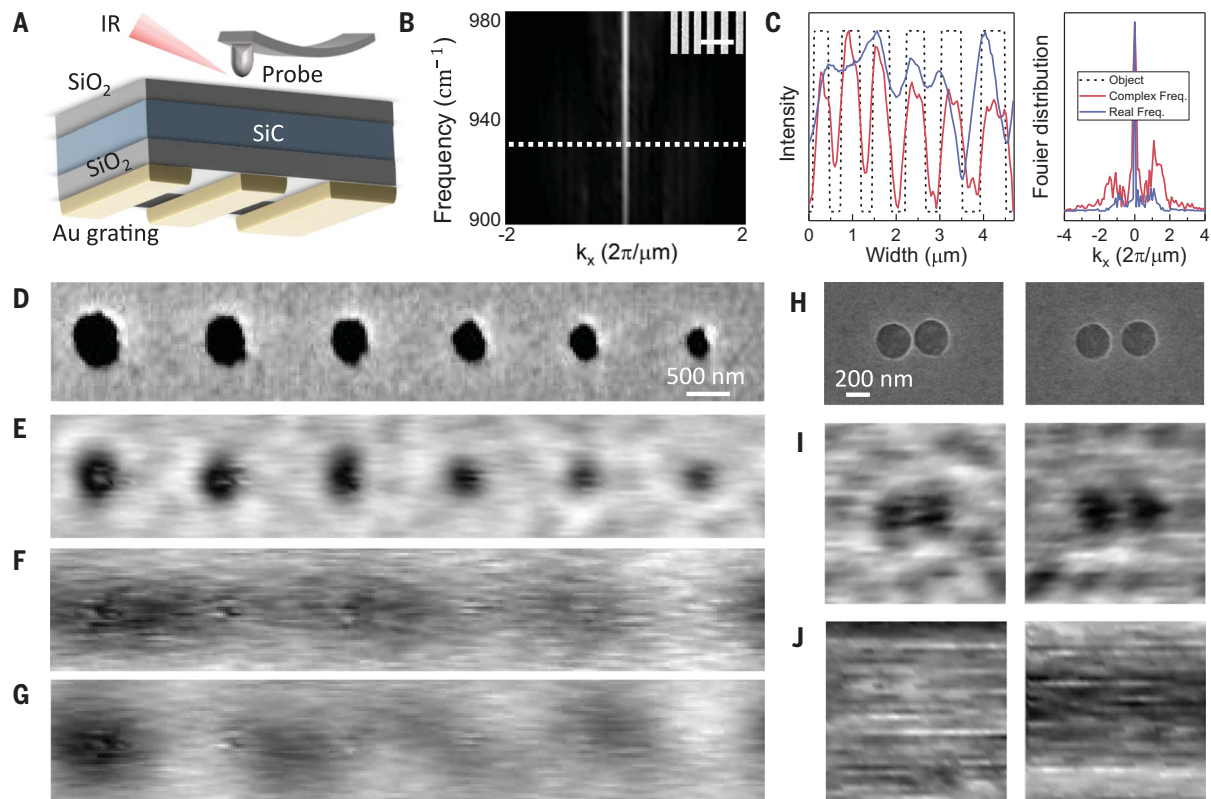 A
IR
Probe
SiO2
SiC
SiO2
Au grating
B
980
940
900
Frequency (cm−1)
-2
2
kx (2π/μm)
C
Intensity
0
1
2
3
4
Width (μm)
Fourier distribution
Object
Complex Freq.
Real Freq.
-4
-2
0
2
4
kx (2π/μm)
D
500 nm
E
F
G
H
200 nm
I
J